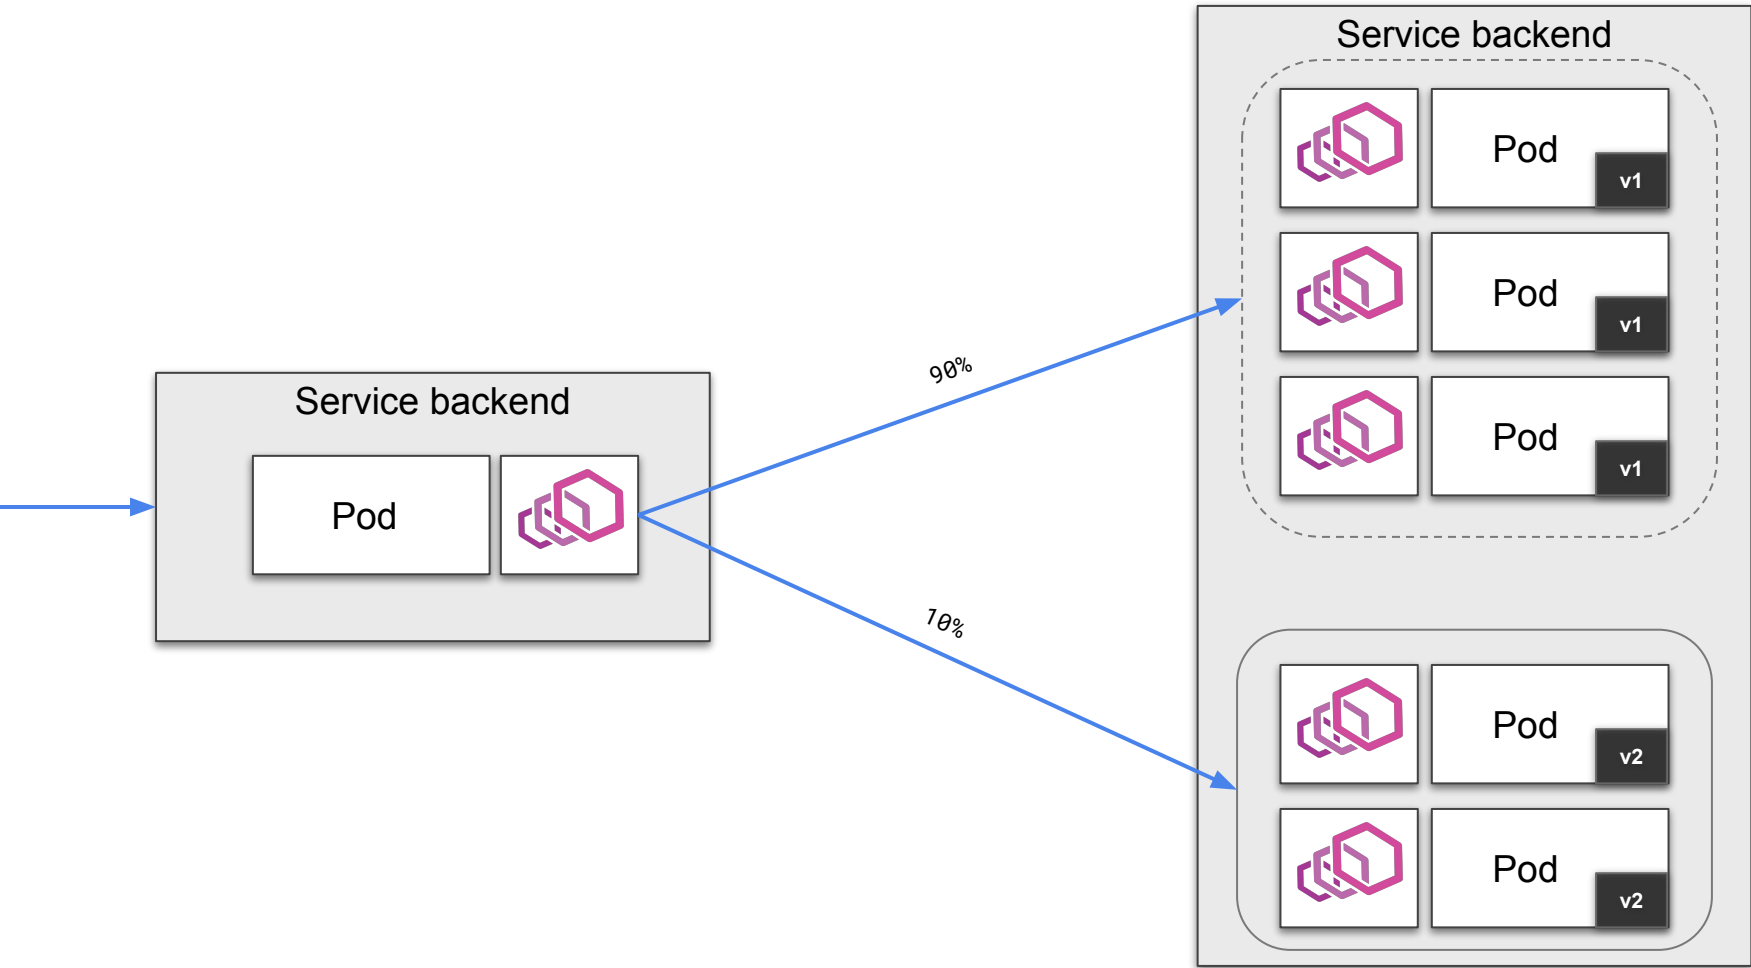 Service backend
Pod
90%
10%
Service backend
Pod
v1
Pod
v1
Pod
v1
Pod
v2
Pod
v2